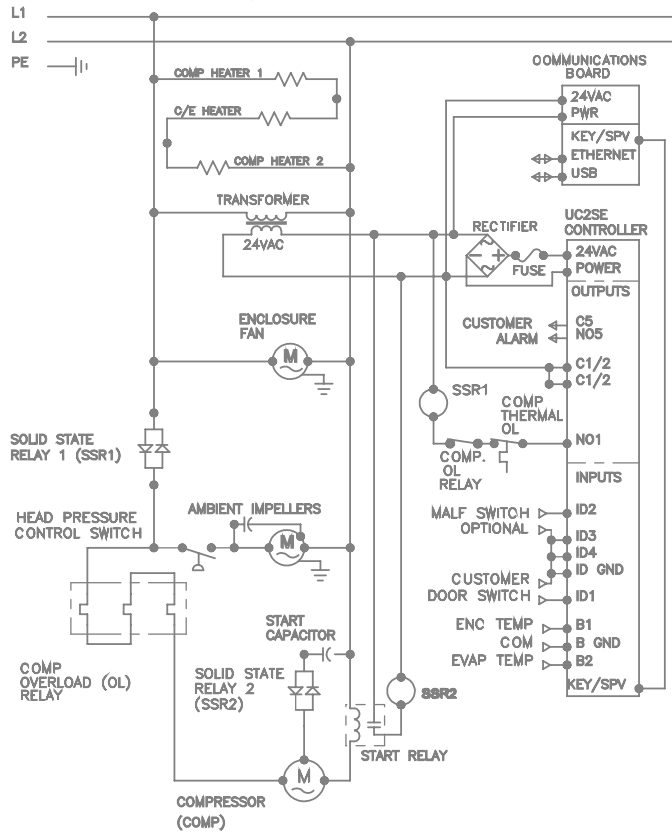 L1
L2
PE
COMP HEATER 1
C/E HEATER
COMP HEATER 2
TRANSFORMER
24VAC
COMMUNICATIONS
BOARD
24VAC
PWR
KEY/SPV
ETHERNET
USB
RECTIFIER
FUSE
UC2SE
CONTROLLER
24VAC
POWER
OUTPUTS
CUSTOMER
ALARM
C5
NO5
C1/2
C1/2
ENCLOSURE
FAN
M
SSR1
COMP
THERMAL
OL
COMP.
OL
RELAY
NO1
SOLID STATE
RELAY 1 (SSR1)
INPUTS
HEAD PRESSURE
CONTROL SWITCH
AMBIENT IMPELLERS
M
MALF SWITCH
ID2
OPTIONAL
ID3
ID4
ID GND
CUSTOMER
DOOR SWITCH
ID1
ENC TEMP
B1
COM
B GND
EVAP TEMP
B2
KEY/SPV
START
CAPACITOR
COMP
OVERLOAD (OL)
RELAY
SOLID STATE
RELAY 2
(SSR2)
SSR2
START RELAY
M
COMPRESSOR
(COMP)